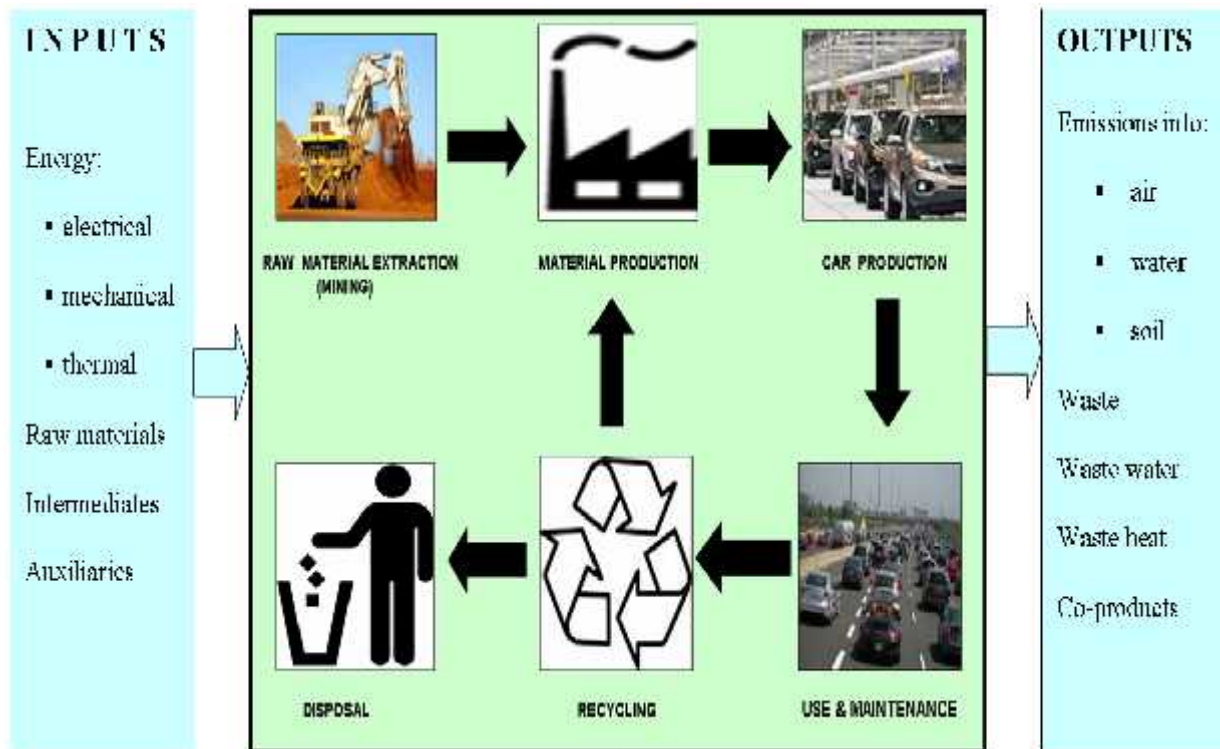 INPUTS
Energy:
▪ electrical
▪ mechanical
▪ thermal
Raw materials
Intermediates
Auxiliaries
RAW MATERIAL EXTRACTION
(MINING)
MATERIAL PRODUCTION
CAR PRODUCTION
DISPOSAL
RECYCLING
USE & MAINTENANCE
OUTPUTS
Emissions into:
▪ air
▪ water
▪ soil
Waste
Waste water
Waste heat
Co-products